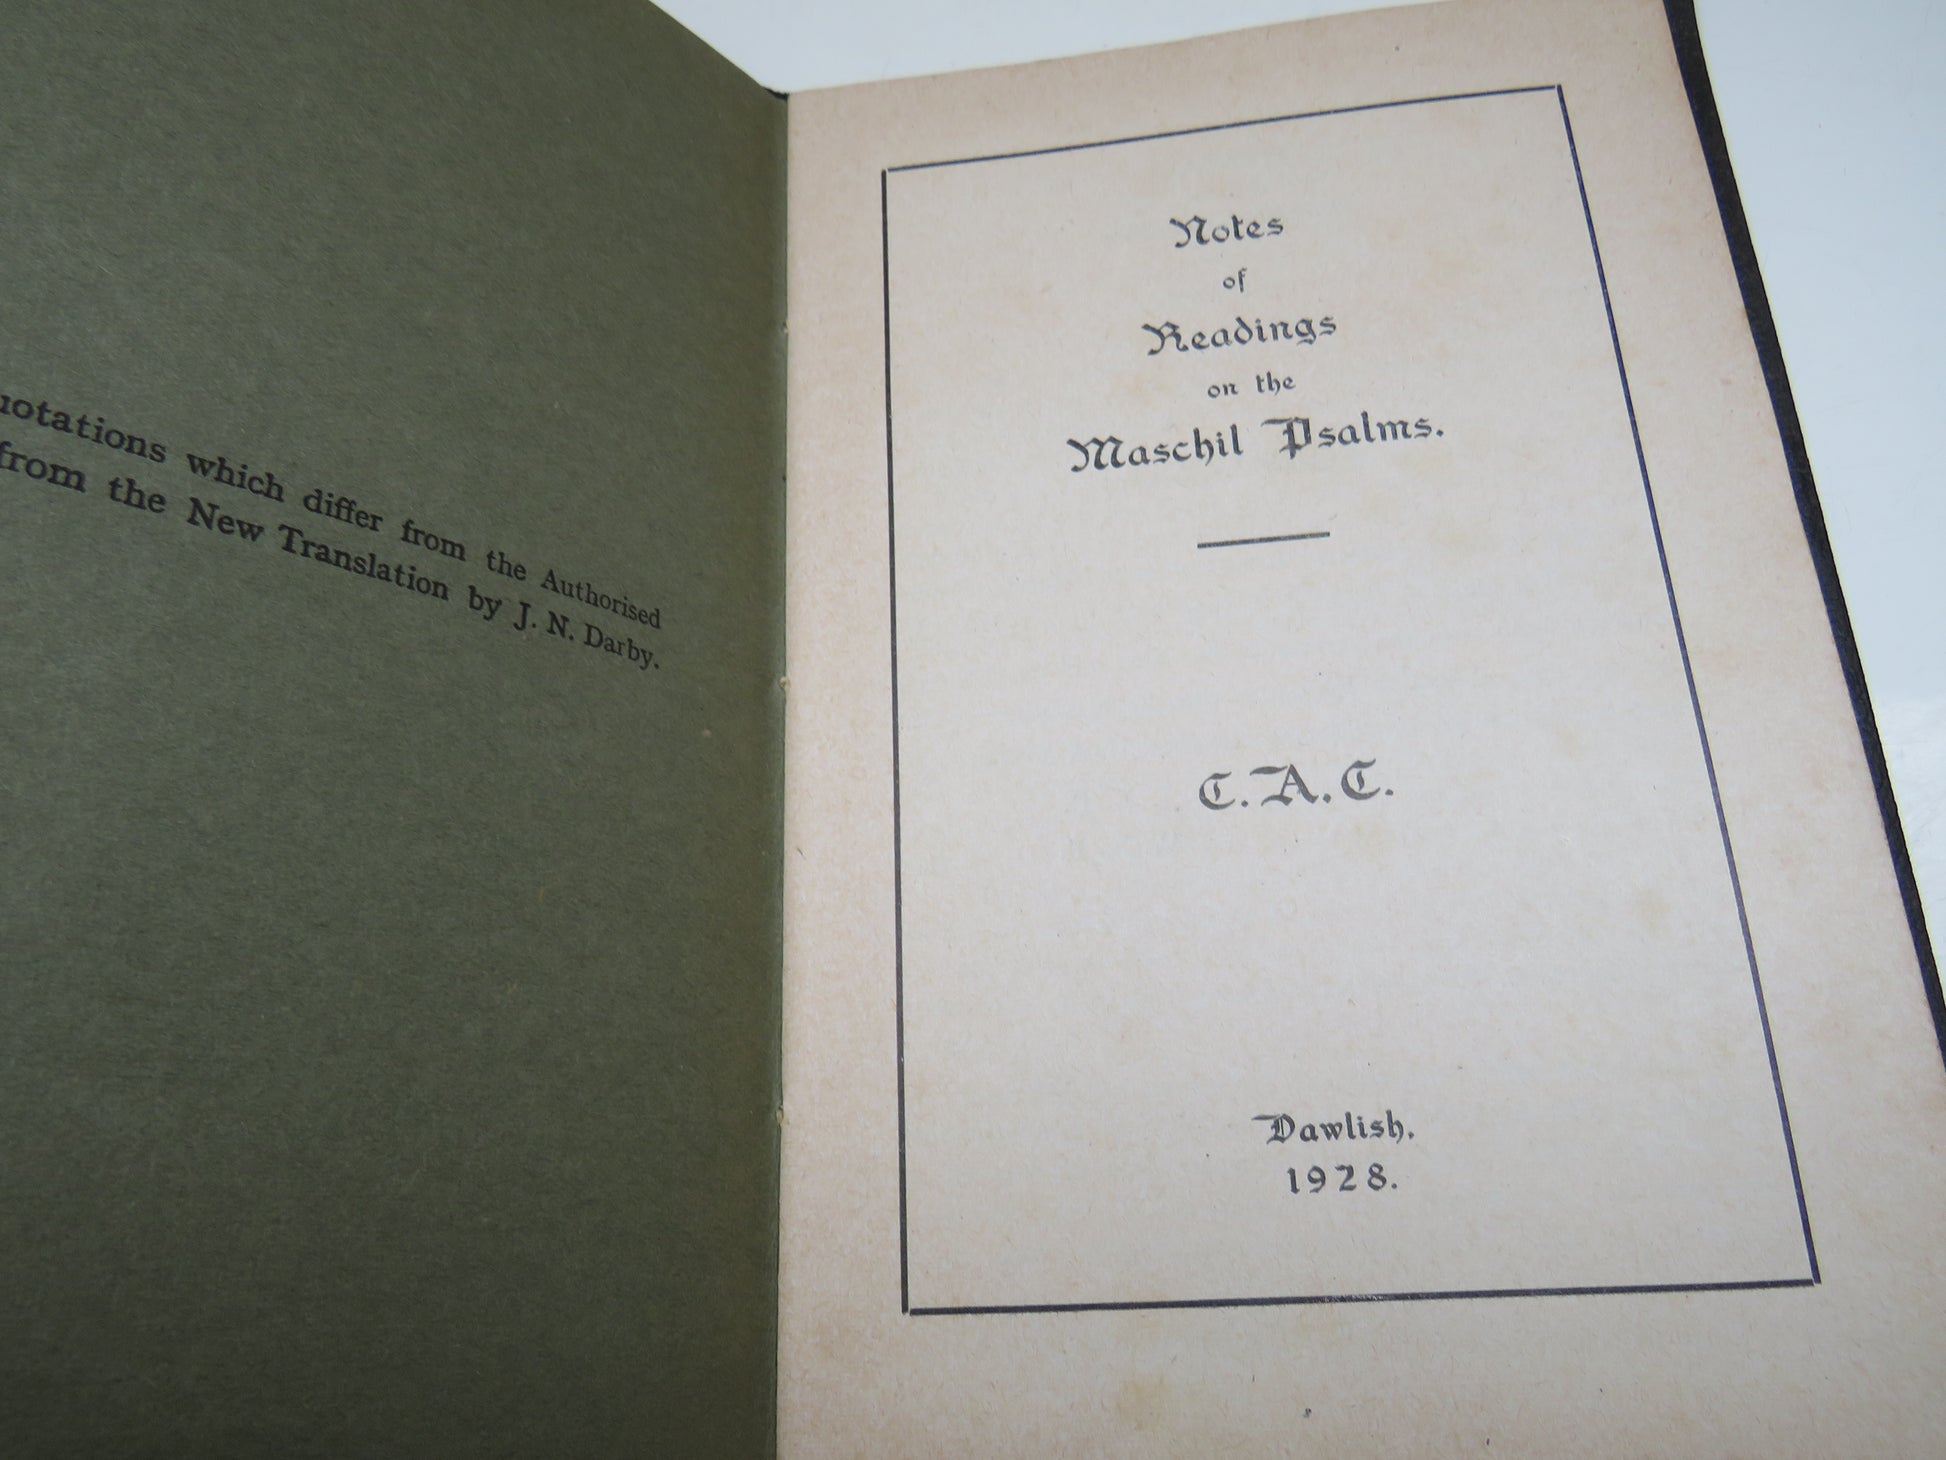 which differ from the Authorised
from the New Translation by J. N. Darby.
Notes
of
Readings
on the
Maschil Psalms.
C. A. C.
Dawlish.
1928.